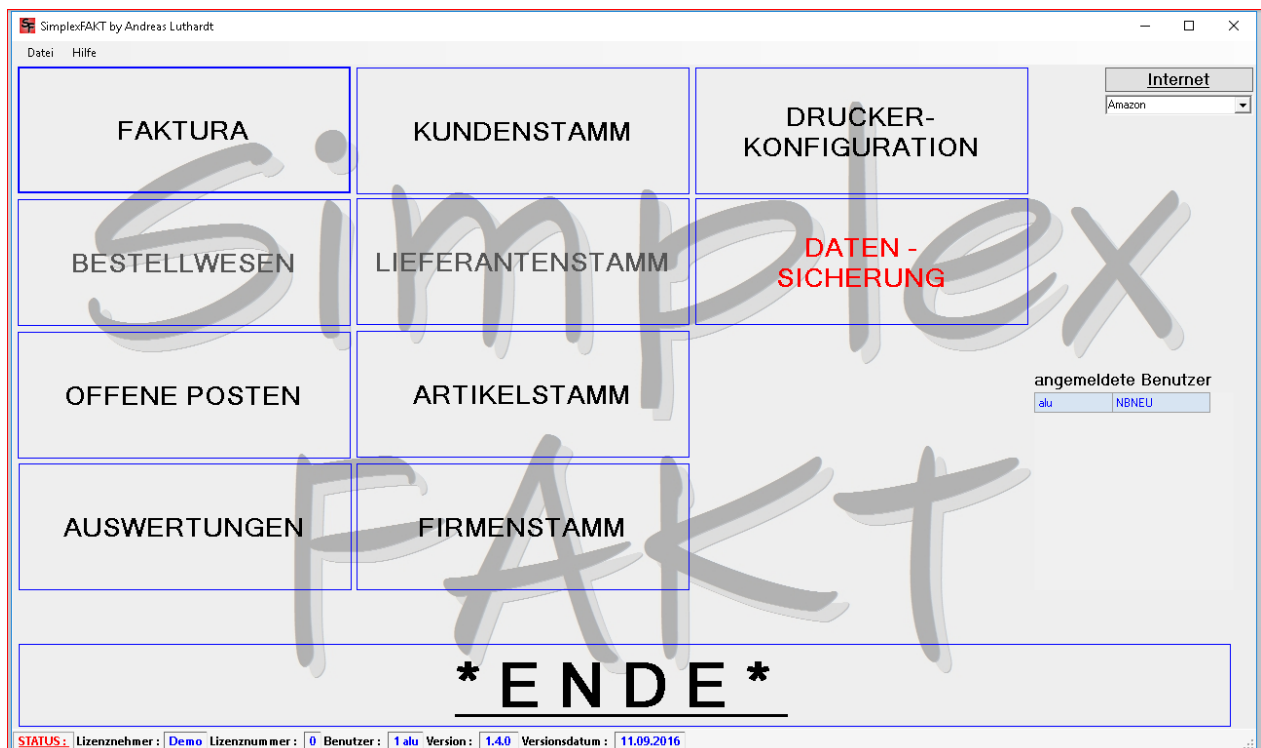 SimplexFAKT by Andreas Luthardt
Datei Hilfe
FAKTURA
KUNDENSTAMM
DRUCKER-
KONFIGURATION
Internet
Amazon
BESTELLWESEN
LIEFERANTENSTAMM
DATEN -
SICHERUNG
OFFENE POSTEN
ARTIKELSTAMM
angemeldete Benutzer
alu NBNEU
AUSWERTUNGEN
FIRMENSTAMM
Simplex
FAKT
* E N D E *
STATUS : Lizenznehmer : Demo Lizenznummer : 0 Benutzer : 1 alu Version : 1.4.0 Versionsdatum : 11.09.2016